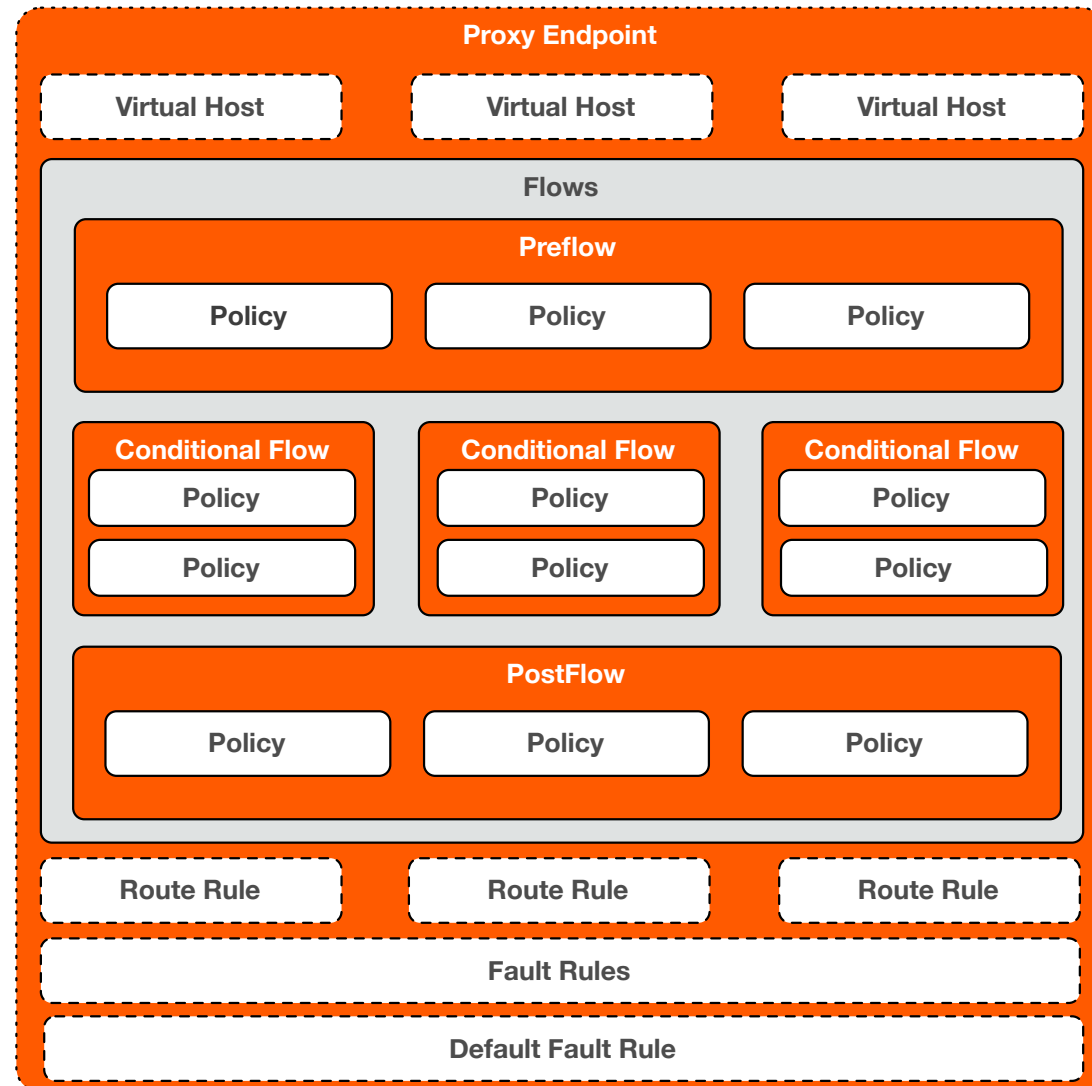 Proxy Endpoint
Virtual Host Virtual Host Virtual Host
Flows
Preflow
Policy Policy Policy
Conditional Flow Conditional Flow Conditional Flow
Policy Policy Policy
Policy Policy Policy
PostFlow
Policy Policy Policy
Route Rule Route Rule Route Rule
Fault Rules
Default Fault Rule